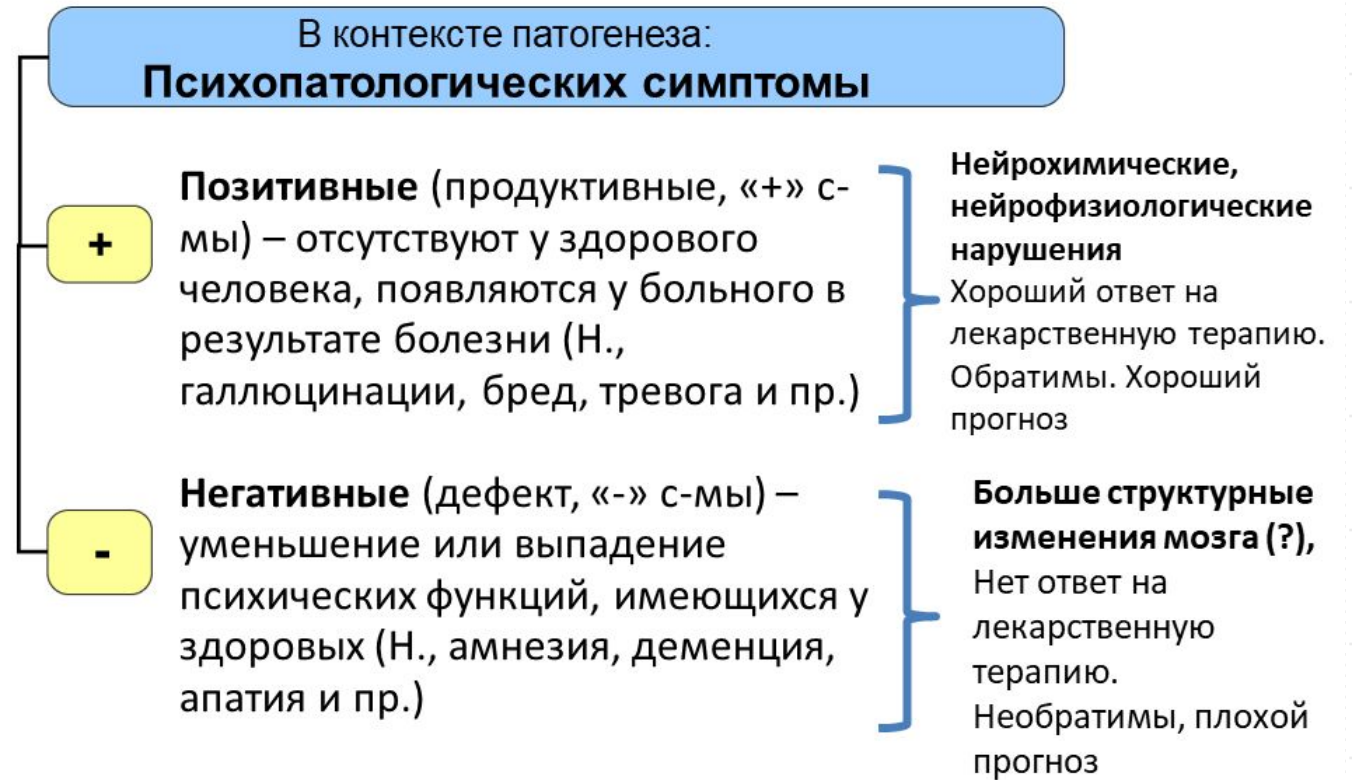 В контексте патогенеза:
Психопатологических симптомы
+
Позитивные (продуктивные, «+» с-
мы) – отсутствуют у здорового
человека, появляются у больного в
результате болезни (Н.,
галлюцинации, бред, тревога и пр.)
Нейрохимические,
нейрофизиологические
нарушения
Хороший ответ на
лекарственную терапию.
Обратимы. Хороший
прогноз
-
Негативные (дефект, «-» с-мы) –
уменьшение или выпадение
психических функций, имеющихся у
здоровых (Н., амнезия, деменция,
апатия и пр.)
Больше структурные
изменения мозга (?),
Нет ответ на
лекарственную
терапию.
Необратимы, плохой
прогноз